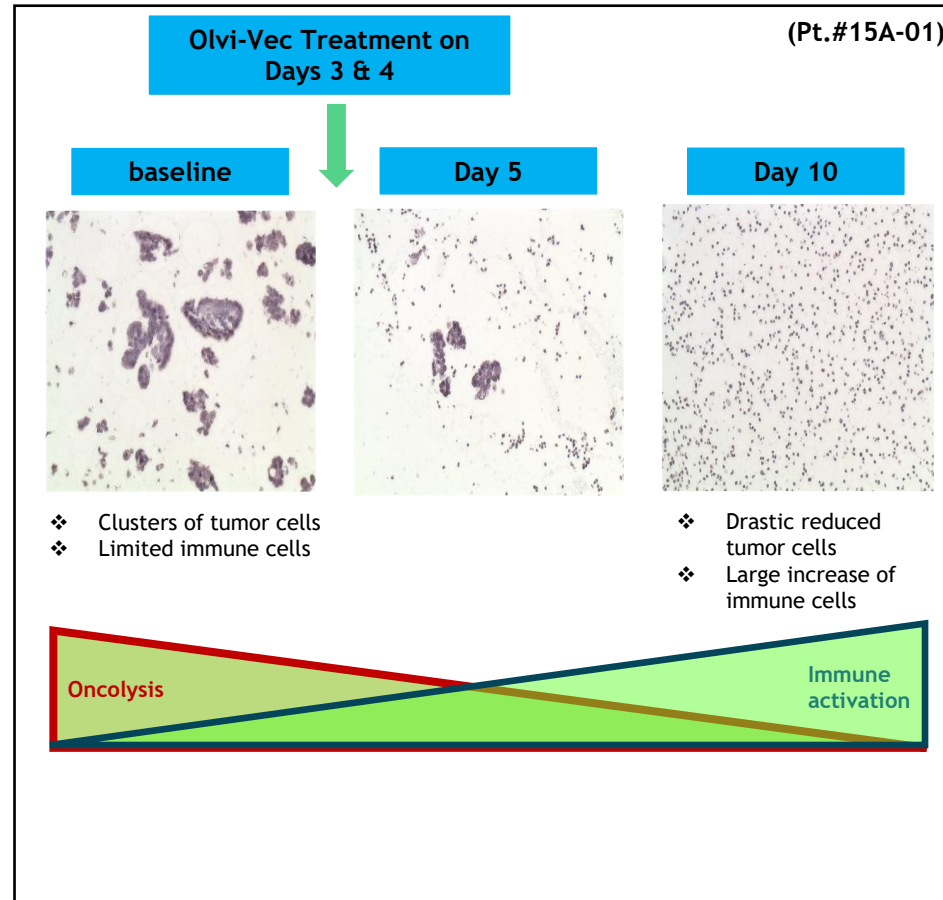 (Pt.#15A-01)
Olvi-Vec Treatment on
Days 3 & 4
baseline
Day 5
Day 10
❖ Clusters of tumor cells
❖ Limited immune cells
❖ Drastic reduced
tumor cells
❖ Large increase of
immune cells
Oncolysis
Immune
activation